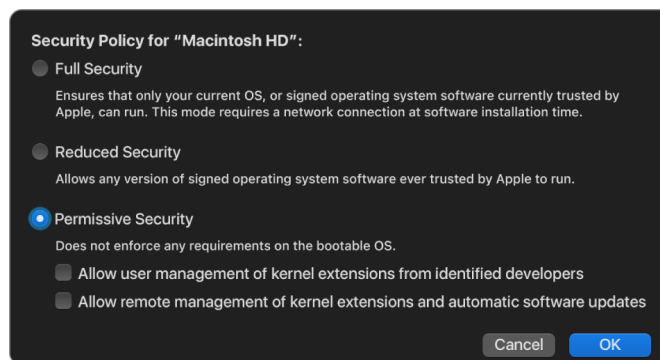 Security Policy for “Macintosh HD”:
Full Security
Ensures that only your current OS, or signed operating system software currently trusted by
Apple, can run. This mode requires a network connection at software installation time.
Reduced Security
Allows any version of signed operating system software ever trusted by Apple to run.
Permissive Security
Does not enforce any requirements on the bootable OS.
Allow user management of kernel extensions from identified developers
Allow remote management of kernel extensions and automatic software updates
Cancel OK